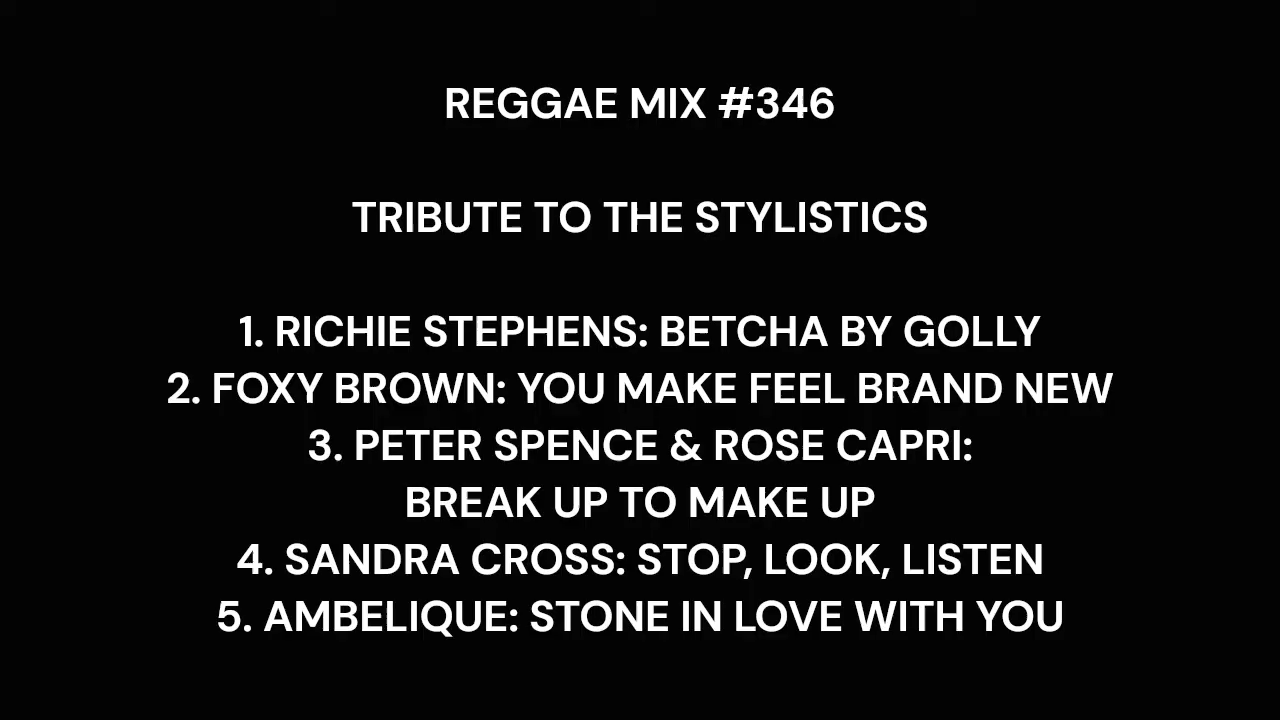 REGGAE MIX #346
TRIBUTE TO THE STYLISTICS
1. RICHIE STEPHENS: BETCHA BY GOLLY
2. FOXY BROWN: YOU MAKE FEEL BRAND NEW
3. PETER SPENCE & ROSE CAPRI:
BREAK UP TO MAKE UP
4. SANDRA CROSS: STOP, LOOK, LISTEN
5. AMBELIQUE: STONE IN LOVE WITH YOU